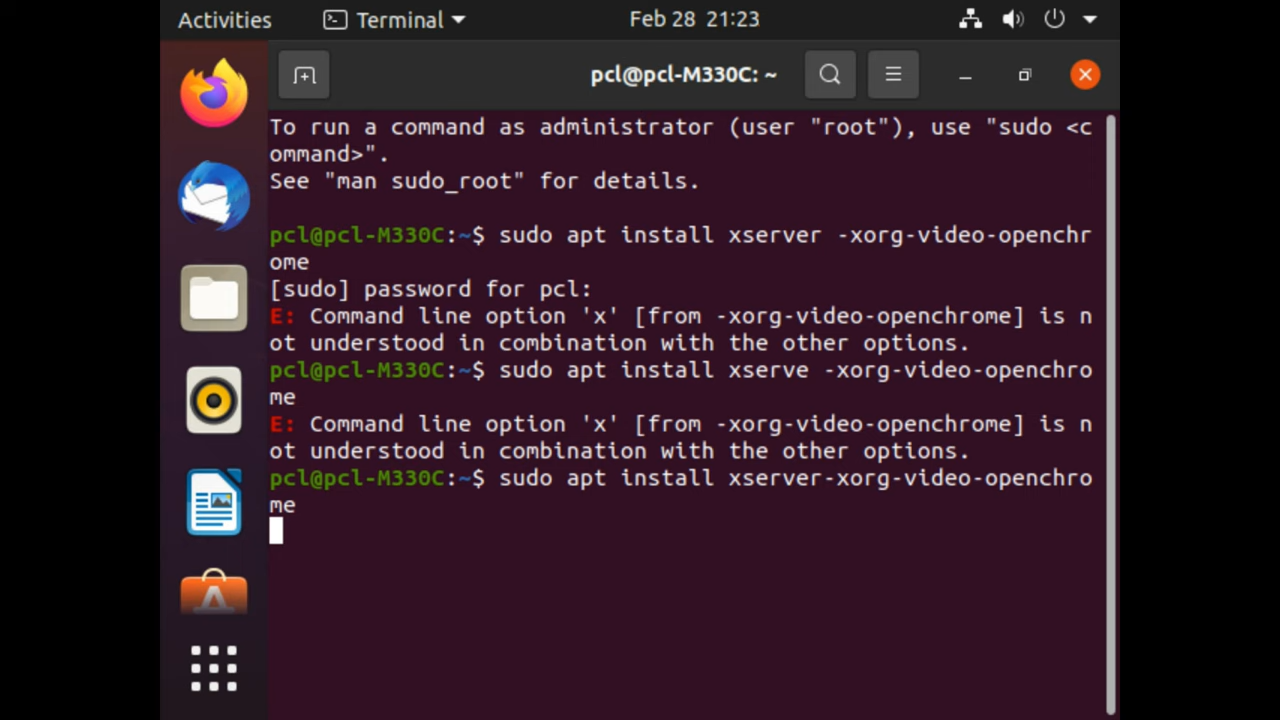 Activities Terminal Feb 28 21:23
pcl@pcl-M330C: ~
To run a command as administrator (user "root"), use "sudo <c
ommand>".
See "man sudo_root" for details.
pcl@pcl-M330C:~$ sudo apt install xserver -xorg-video-openchr
ome
[sudo] password for pcl:
E: Command line option 'x' [from -xorg-video-openchrome] is n
ot understood in combination with the other options.
pcl@pcl-M330C:~$ sudo apt install xserve -xorg-video-openchro
me
E: Command line option 'x' [from -xorg-video-openchrome] is n
ot understood in combination with the other options.
pcl@pcl-M330C:~$ sudo apt install xserver-xorg-video-openchro
me